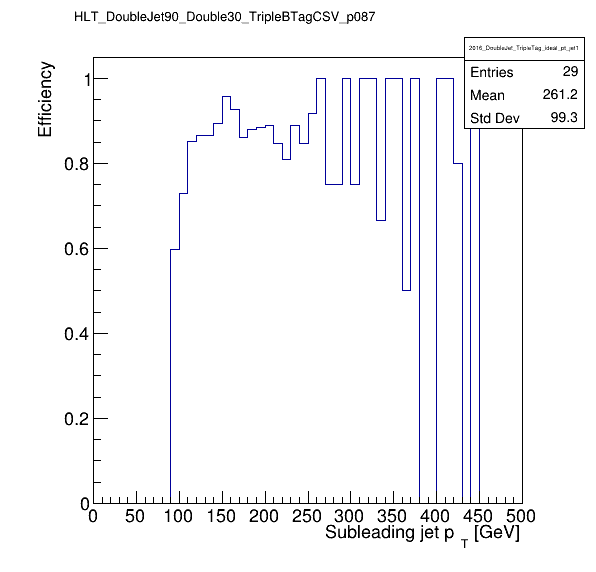 HLT_DoubleJet90_Double30_TripleBTagCSV_p087
2016_DoubleJet_TripleTag_Ideal_pt_jet1
Entries 29
Mean 261.2
Std Dev 99.3
Efficiency
1
0.8
0.6
0.4
0.2
0
0 50 100 150 200 250 300 350 400 450 500
Subleading jet p T [GeV]